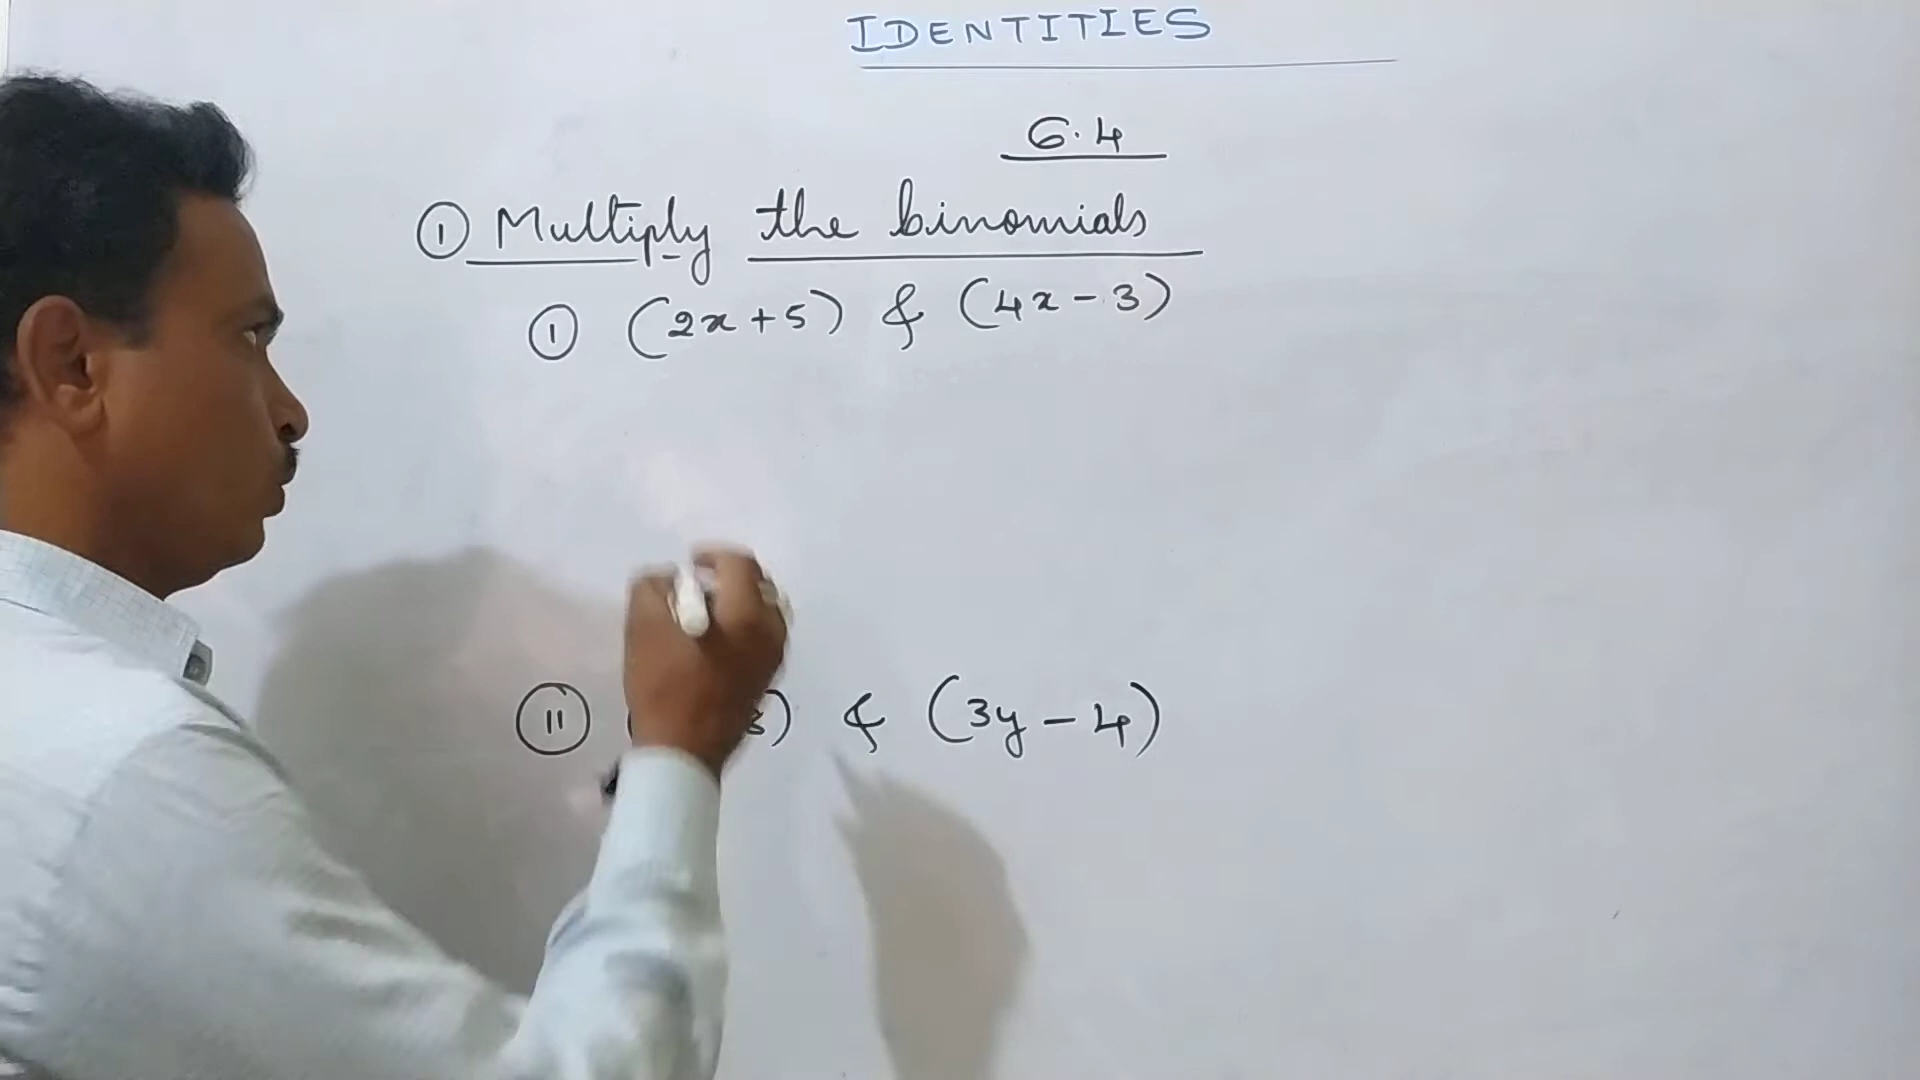 IDENTITIES
6.4
① Multiply the binomials
① (2x+5) & (4x-3)
⑪ ( 3) & (3y-4)